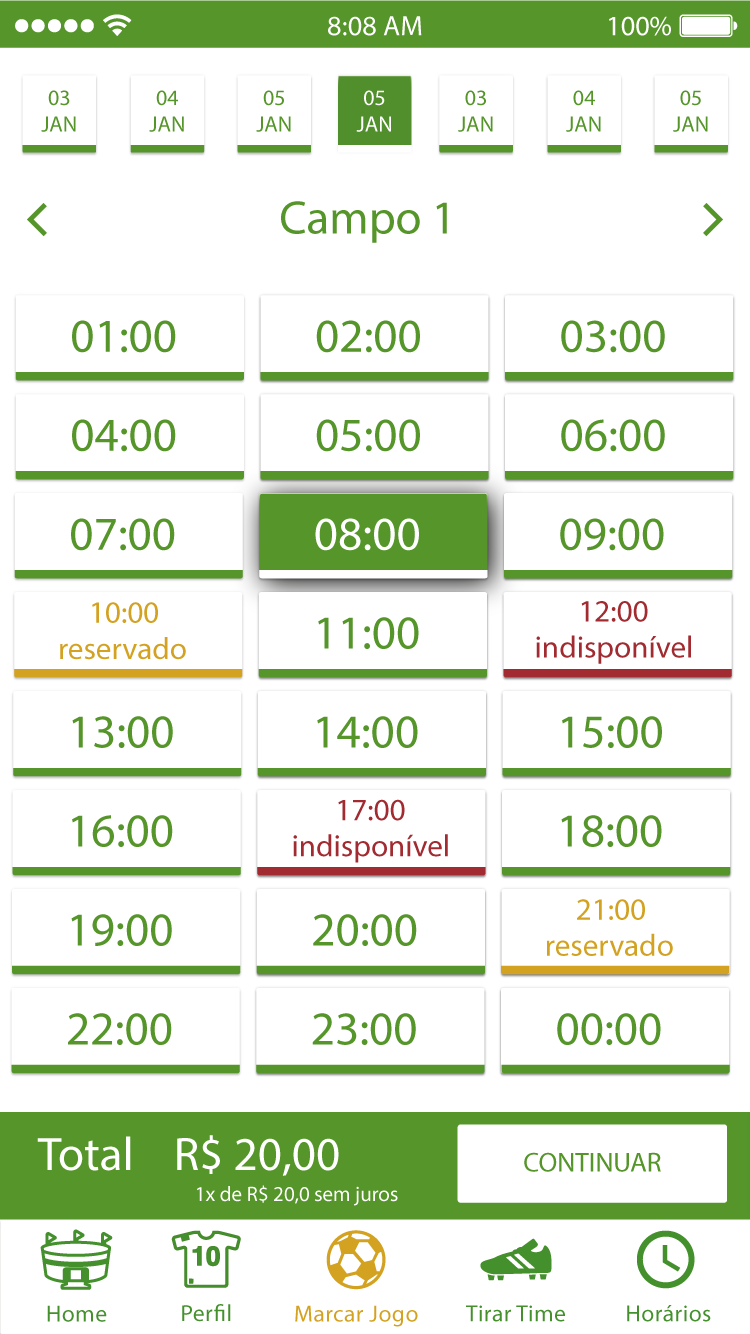 8:08 AM 100%
03 04 05 05 03 04 05
JAN JAN JAN JAN JAN JAN JAN
Campo 1
01:00 02:00 03:00
04:00 05:00 06:00
07:00 08:00 09:00
10:00
reservado
11:00
12:00
indisponível
13:00 14:00 15:00
16:00
17:00
indisponível
18:00
19:00 20:00
21:00
reservado
22:00 23:00 00:00
Total R$ 20,00
1x de R$ 20,0 sem juros
CONTINUAR
10
Home Perfil Marcar Jogo Tirar Time Horários